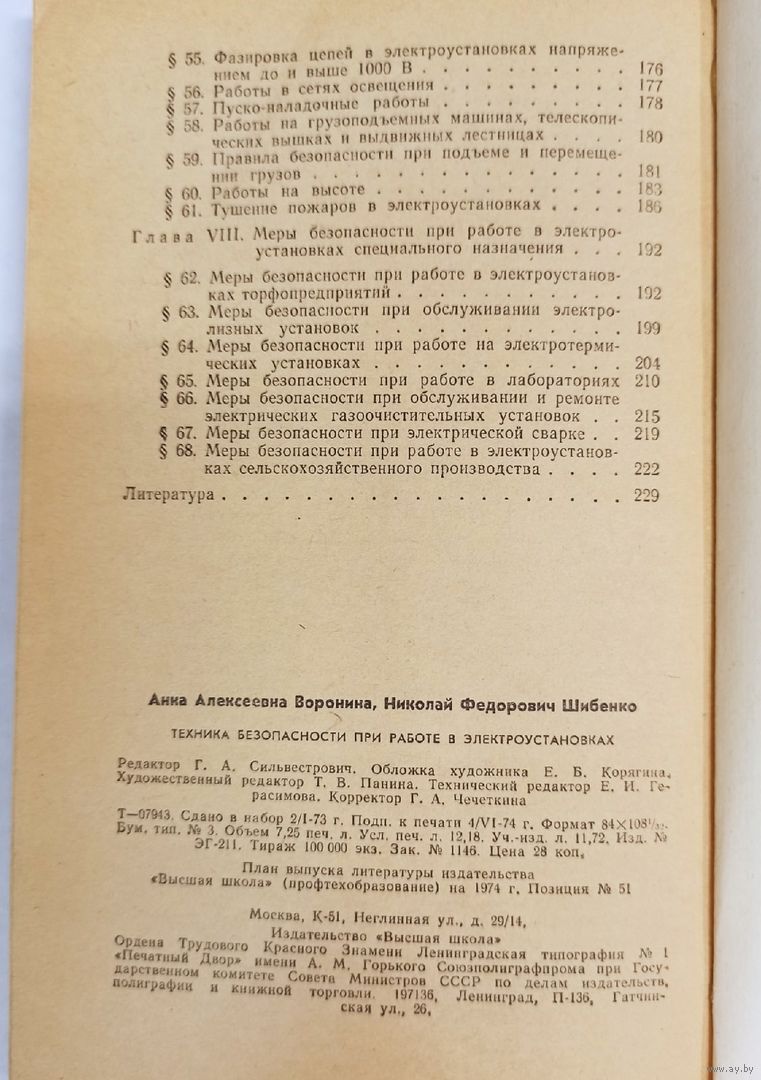 § 55. Фазировка цепей в электроустановках напряже-
нием до и выше 1000 В . . . . . . . . . 176
§ 56. Работы в сетях освещения . . . . . . . . 177
§ 57. Пуско-наладочные работы . . . . . . . . 178
§ 58. Работы на грузоподъемных машинах, телескопи-
ческих вышках и выдвижных лестницах . . . . 180
§ 59. Правила безопасности при подъеме и перемеще-
нии грузов . . . . . . . . . . . . . 181
§ 60. Работы на высоте . . . . . . . . . . . 183
§ 61. Тушение пожаров в электроустановках . . . . 186
Глава VIII. Меры безопасности при работе в электро-
установках специального назначения . . . 192
§ 62. Меры безопасности при работе в электроустанов-
ках торфопредприятий . . . . . . . . . . 192
§ 63. Меры безопасности при обслуживании электро-
лизных установок . . . . . . . . . . . 199
§ 64. Меры безопасности при работе на электротерми-
ческих установках . . . . . . . . . . . 204
§ 65. Меры безопасности при работе в лабораториях 210
§ 66. Меры безопасности при обслуживании и ремонте
электрических газоочистительных установок . . 215
§ 67. Меры безопасности при электрической сварке . . 219
§ 68. Меры безопасности при работе в электроустанов-
ках сельскохозяйственного производства . . . . 222
Литература . . . . . . . . . . . . . . . . . . 229
Анна Алексеевна Воронина, Николай Федорович Шибенко
ТЕХНИКА БЕЗОПАСНОСТИ ПРИ РАБОТЕ В ЭЛЕКТРОУСТАНОВКАХ
Редактор Г. А. Сильвестрович. Обложка художника Е. Б. Корягина.
Художественный редактор Т. В. Панина. Технический редактор Е. И. Ге-
расимова. Корректор Г. А. Чечеткина
Т—07943. Сдано в набор 2/I-73 г. Подп. к печати 4/VI-74 г. Формат 84×108¹/₃₂.
Бум. тип. № 3. Объем 7,25 печ. л. Усл. печ. л. 12,18. Уч.-изд. л. 11,72. Изд. №
ЭГ-211. Тираж 100 000 экз. Зак. № 1146. Цена 28 коп.
План выпуска литературы издательства
«Высшая школа» (профтехобразование) на 1974 г. Позиция № 51
Москва, К-51, Неглинная ул., д. 29/14,
Издательство «Высшая школа»
Ордена Трудового Красного Знамени Ленинградская типография № 1
«Печатный Двор» имени А. М. Горького Союзполиграфпрома при Госу-
дарственном комитете Совета Министров СССР по делам издательств,
полиграфии и книжной торговли. 197136, Ленинград, П-136, Гатчин-
ская ул., 26.
www.ay.by